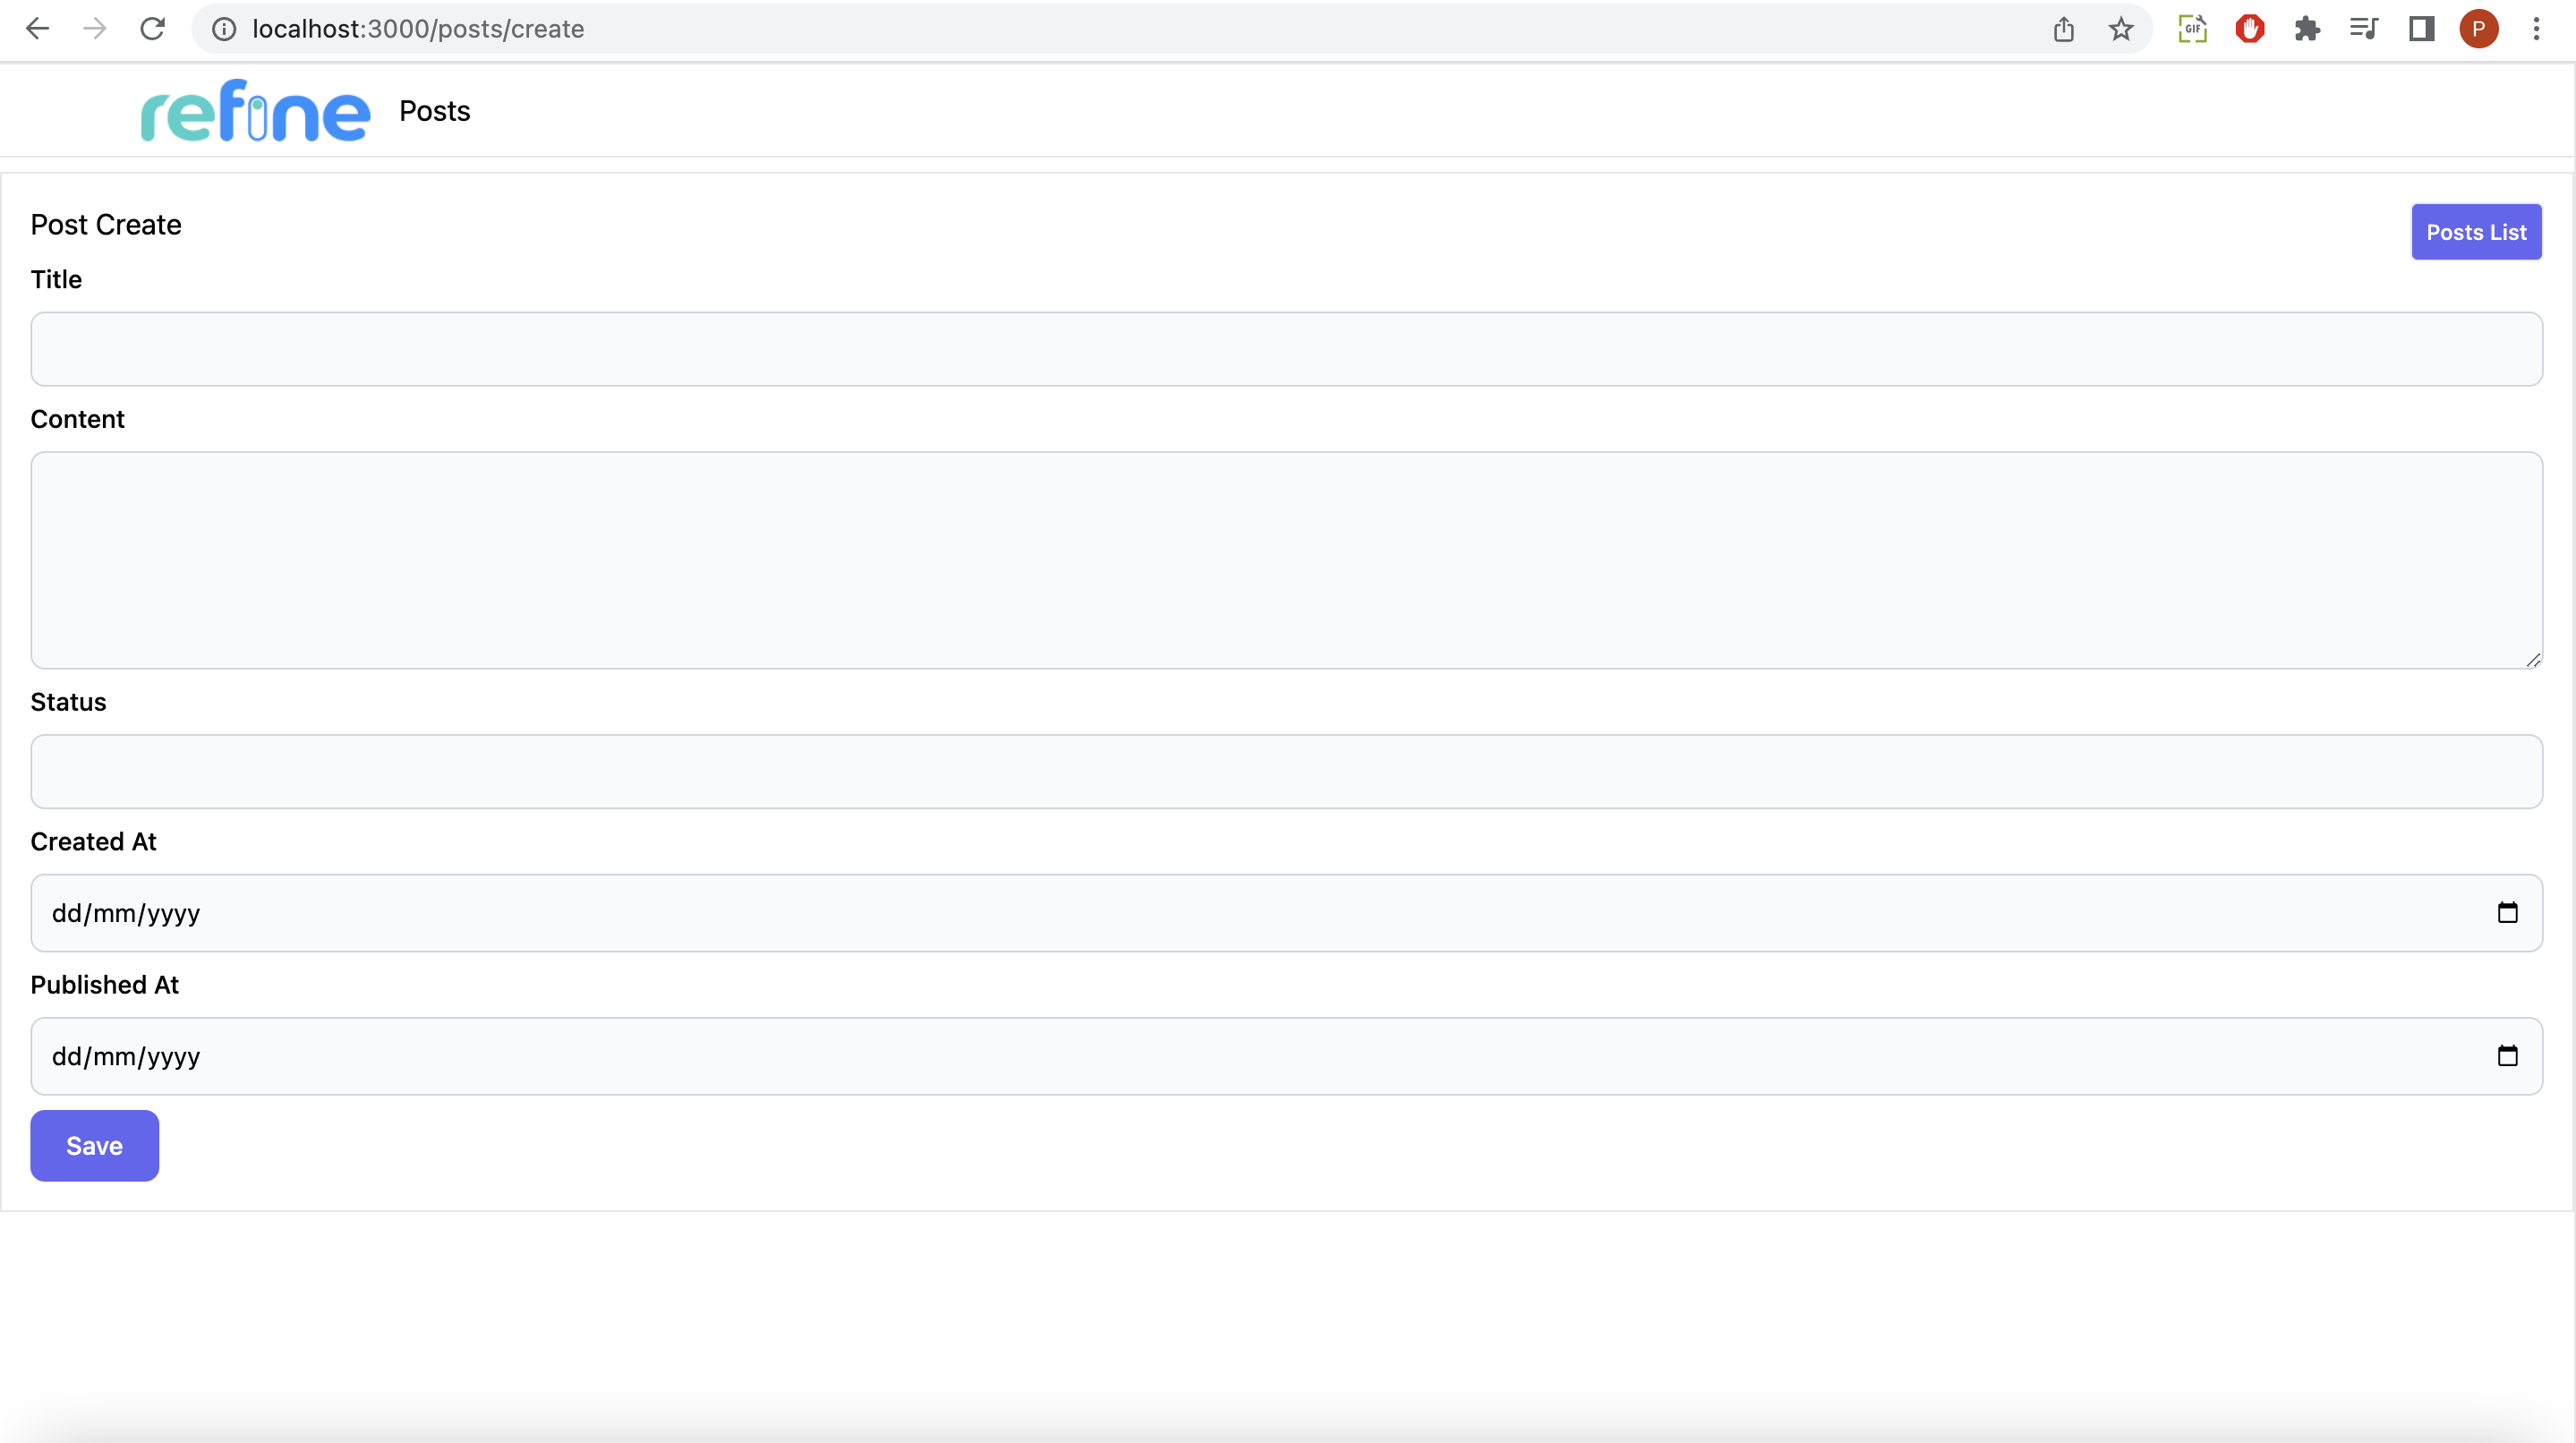 localhost:3000/posts/create
GIF
P
refine
Posts
Post Create
Posts List
Title
Content
Status
Created At
dd/mm/yyyy
Published At
dd/mm/yyyy
Save